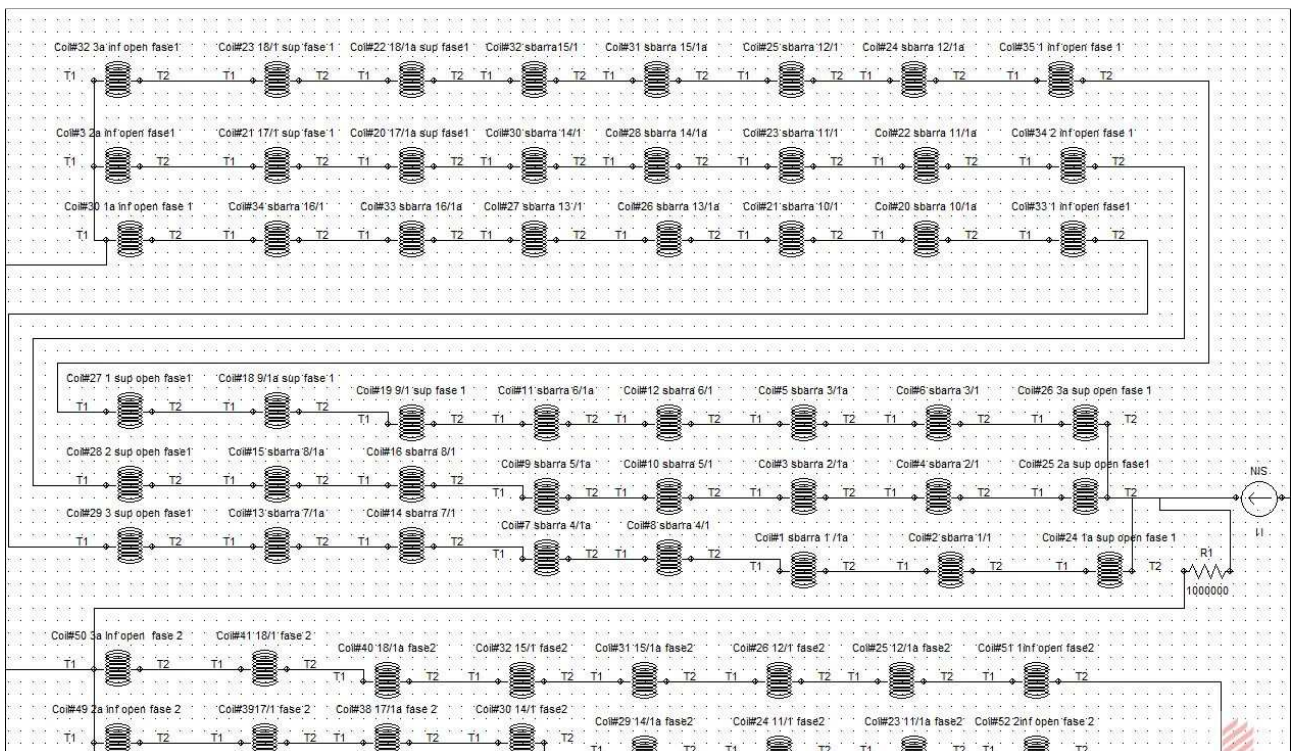 Coil#32 3a inf open fase1 Coil#23 18/1 sup fase 1 Coil#22 18/1a sup fase1 Coil#32 sbarra15/1 Coil#31 sbarra 15/1a Coil#25 sbarra 12/1 Coil#24 sbarra 12/1a Coil#35 1 inf open fase 1
T1 T2 T1 T2 T1 T2 T1 T2 T1 T2 T1 T2 T1 T2 T1 T2
Coil#3 2a inf open fase1 Coil#21 17/1 sup fase 1 Coil#20 17/1a sup fase1 Coil#30 sbarra 14/1 Coil#28 sbarra 14/1a Coil#23 sbarra 11/1 Coil#22 sbarra 11/1a Coil#34 2 inf open fase 1
T1 T2 T1 T2 T1 T2 T1 T2 T1 T2 T1 T2 T1 T2 T1 T2
Coil#30 1a inf open fase 1 Coil#34 sbarra 16/1 Coil#33 sbarra 16/1a Coil#27 sbarra 13/1 Coil#26 sbarra 13/1a Coil#21 sbarra 10/1 Coil#20 sbarra 10/1a Coil#33 1 inf open fase1
T1 T2 T1 T2 T1 T2 T1 T2 T1 T2 T1 T2 T1 T2 T1 T2
Coil#27 1 sup open fase1 Coil#18 9/1a sup fase 1 Coil#19 9/1 sup fase 1 Coil#11 sbarra 6/1a Coil#12 sbarra 6/1 Coil#5 sbarra 3/1a Coil#6 sbarra 3/1 Coil#26 3a sup open fase 1
T1 T2 T1 T2 T1 T2 T1 T2 T1 T2 T1 T2 T1 T2 T1 T2
Coil#28 2 sup open fase1 Coil#15 sbarra 8/1a Coil#16 sbarra 8/1 Coil#9 sbarra 5/1a Coil#10 sbarra 5/1 Coil#3 sbarra 2/1a Coil#4 sbarra 2/1 Coil#25 2a sup open fase1
NIS
T1 T2 T1 T2 T1 T2 T1 T2 T1 T2 T1 T2 T1 T2 T1 T2
Coil#29 3 sup open fase1 Coil#13 sbarra 7/1a Coil#14 sbarra 7/1 Coil#7 sbarra 4/1a Coil#8 sbarra 4/1 Coil#1 sbarra 1 /1a Coil#2 sbarra 1/1 Coil#24 1a sup open fase 1
I1
T1 T2 T1 T2 T1 T2 T1 T2 T1 T2 T1 T2 T1 T2 T1 T2
R1
1000000
Coil#50 3a Inf open fase 2 Coil#41 18/1 fase 2 Coil#40 18/1a fase2 Coil#32 15/1 fase2 Coil#31 15/1a fase2 Coil#26 12/1 fase2 Coil#25 12/1a fase2 Coil#51 1inf open fase2
T1 T2 T1 T2 T1 T2 T1 T2 T1 T2 T1 T2 T1 T2 T1 T2
Coil#49 2a inf open fase 2 Coil#3917/1 fase 2 Coil#38 17/1a fase 2 Coil#30 14/1 fase2 Coil#29 14/1a fase2 Coil#24 11/1 fase2 Coil#23 11/1a fase2 Coil#52 2inf open fase 2
T1 T2 T1 T2 T1 T2 T1 T2 T1 T2 T1 T2 T1 T2 T1 T2